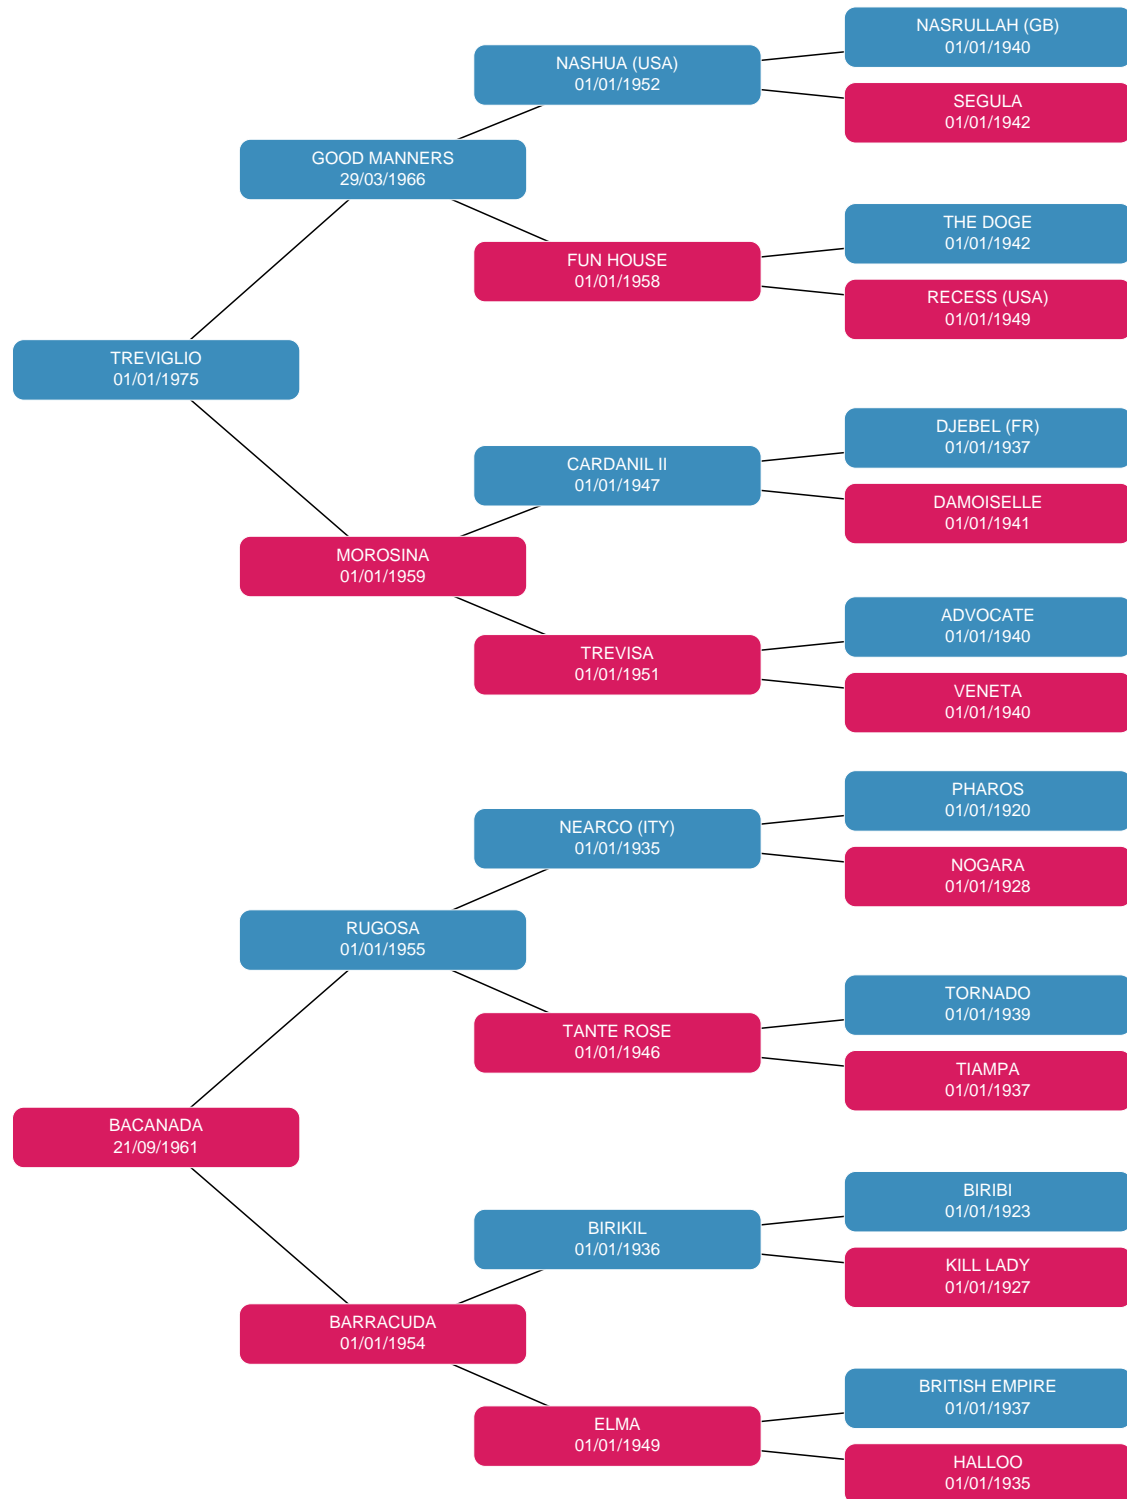 NASRULLAH (GB)
01/01/1940
NASHUA (USA)
01/01/1952
SEGULA
01/01/1942
GOOD MANNERS
29/03/1966
THE DOGE
01/01/1942
FUN HOUSE
01/01/1958
RECESS (USA)
01/01/1949
TREVIGLIO
01/01/1975
DJEBEL (FR)
01/01/1937
CARDANIL II
01/01/1947
DAMOISELLE
01/01/1941
MOROSINA
01/01/1959
ADVOCATE
01/01/1940
TREVISA
01/01/1951
VENETA
01/01/1940
PHAROS
01/01/1920
NEARCO (ITY)
01/01/1935
NOGARA
01/01/1928
RUGOSA
01/01/1955
TORNADO
01/01/1939
TANTE ROSE
01/01/1946
TIAMPA
01/01/1937
BACANADA
21/09/1961
BIRIBI
01/01/1923
BIRIKIL
01/01/1936
KILL LADY
01/01/1927
BARRACUDA
01/01/1954
BRITISH EMPIRE
01/01/1937
ELMA
01/01/1949
HALLOO
01/01/1935